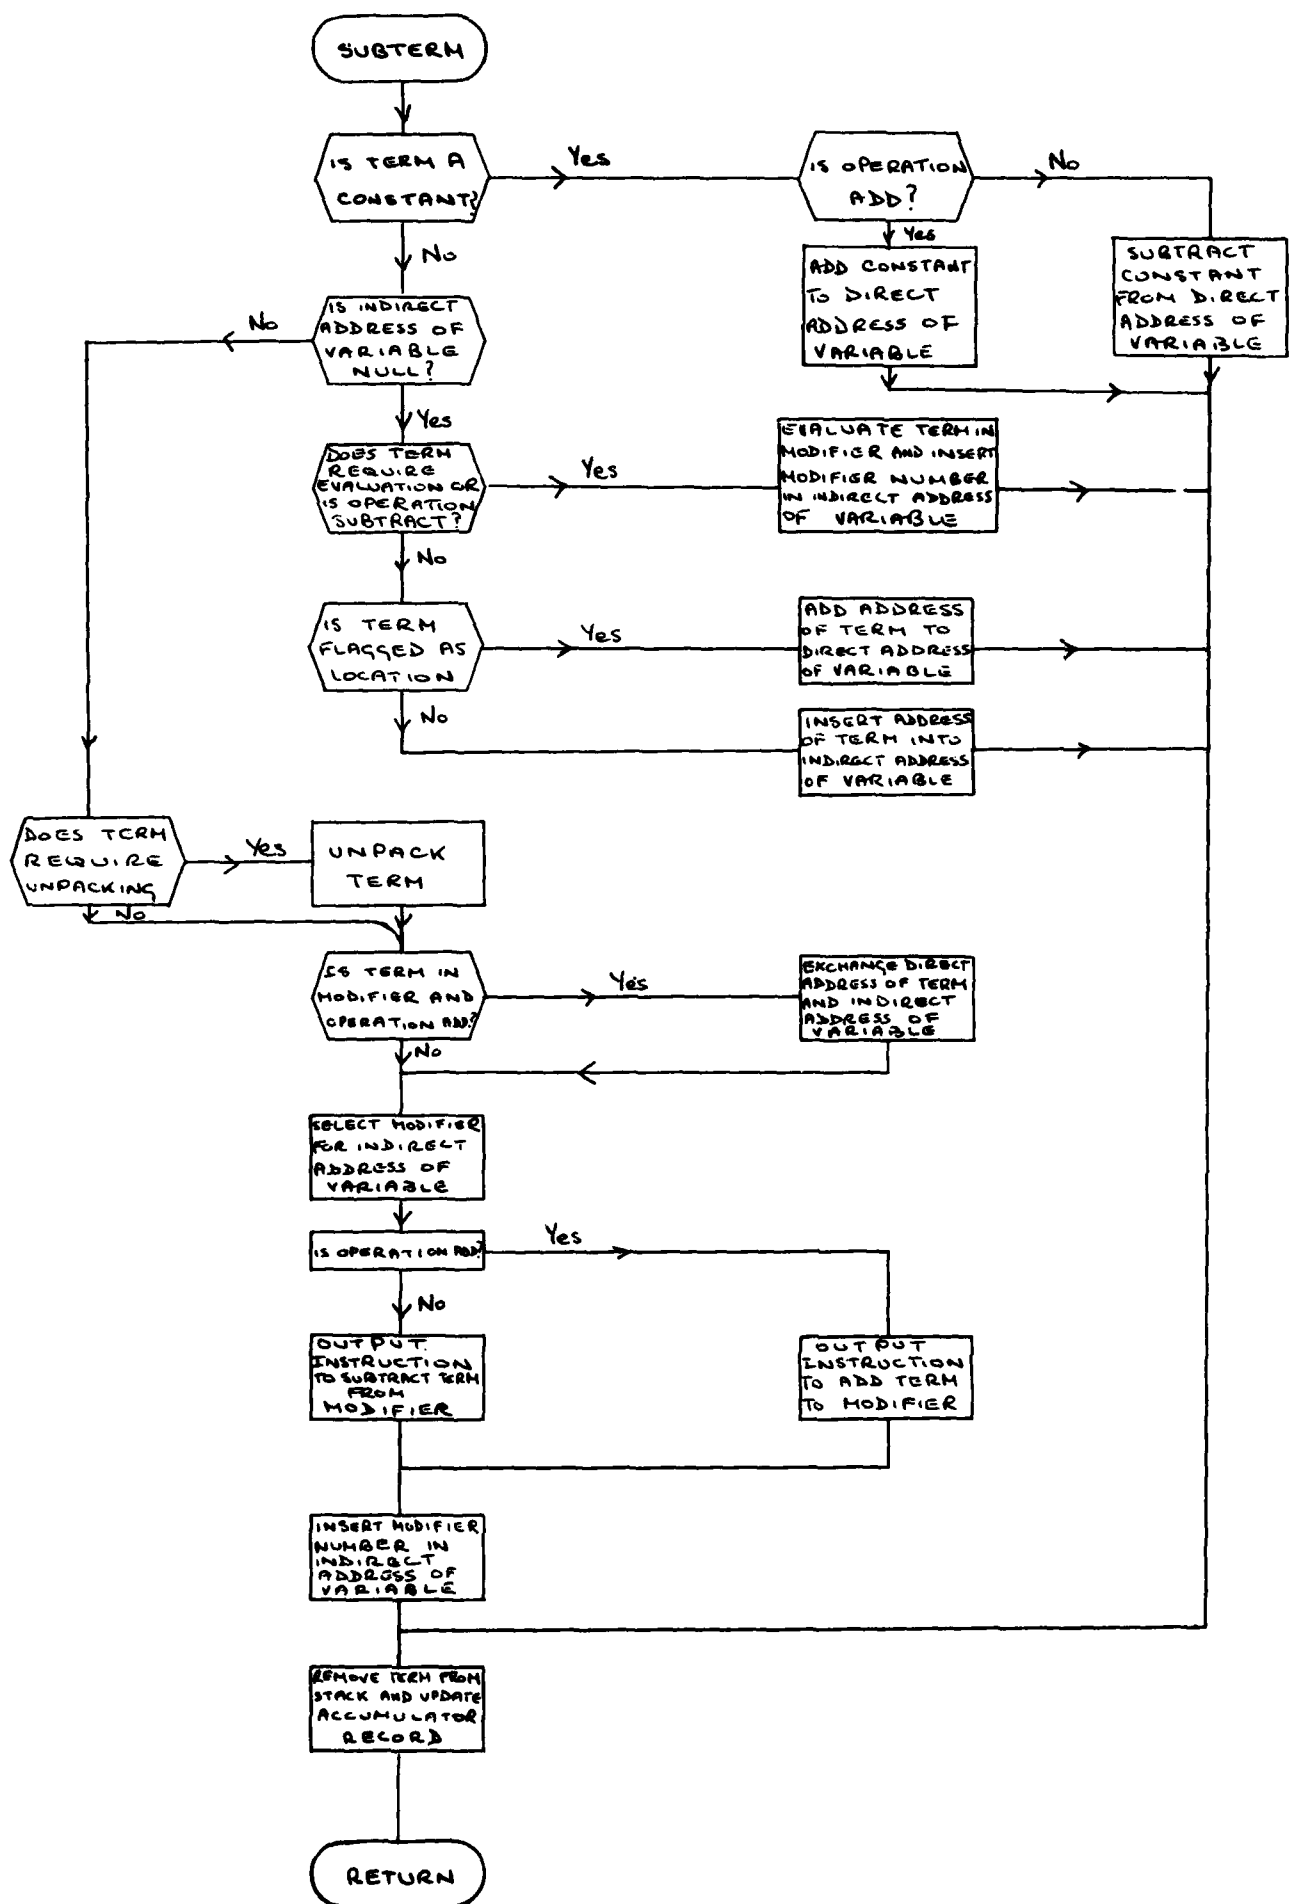 SUBTERM
IS TERM A
CONSTANT?
Yes
IS OPERATION
ADD?
No
Yes
No
ADD CONSTANT
TO DIRECT
ADDRESS OF
VARIABLE
SUBTRACT
CONSTANT
FROM DIRECT
ADDRESS OF
VARIABLE
IS INDIRECT
ADDRESS OF
VARIABLE
NULL?
No
Yes
DOES TERM
REQUIRE
EVALUATION OR
IS OPERATION
SUBTRACT?
Yes
EVALUATE TERM IN
MODIFIER AND INSERT
MODIFIER NUMBER
IN INDIRECT ADDRESS
OF VARIABLE
No
IS TERM
FLAGGED AS
LOCATION
Yes
ADD ADDRESS
OF TERM TO
DIRECT ADDRESS
OF VARIABLE
No
INSERT ADDRESS
OF TERM INTO
INDIRECT ADDRESS
OF VARIABLE
DOES TERM
REQUIRE
UNPACKING
Yes
UNPACK
TERM
No
IS TERM IN
MODIFIER AND
OPERATION ADD?
Yes
EXCHANGE DIRECT
ADDRESS OF TERM
AND INDIRECT
ADDRESS OF
VARIABLE
No
SELECT MODIFIER
FOR INDIRECT
ADDRESS OF
VARIABLE
IS OPERATION ADD?
Yes
No
OUTPUT
INSTRUCTION
TO SUBTRACT TERM
FROM
MODIFIER
OUTPUT
INSTRUCTION
TO ADD TERM
TO MODIFIER
INSERT MODIFIER
NUMBER IN
INDIRECT
ADDRESS OF
VARIABLE
REMOVE TERM FROM
STACK AND UPDATE
ACCUMULATOR
RECORD
RETURN